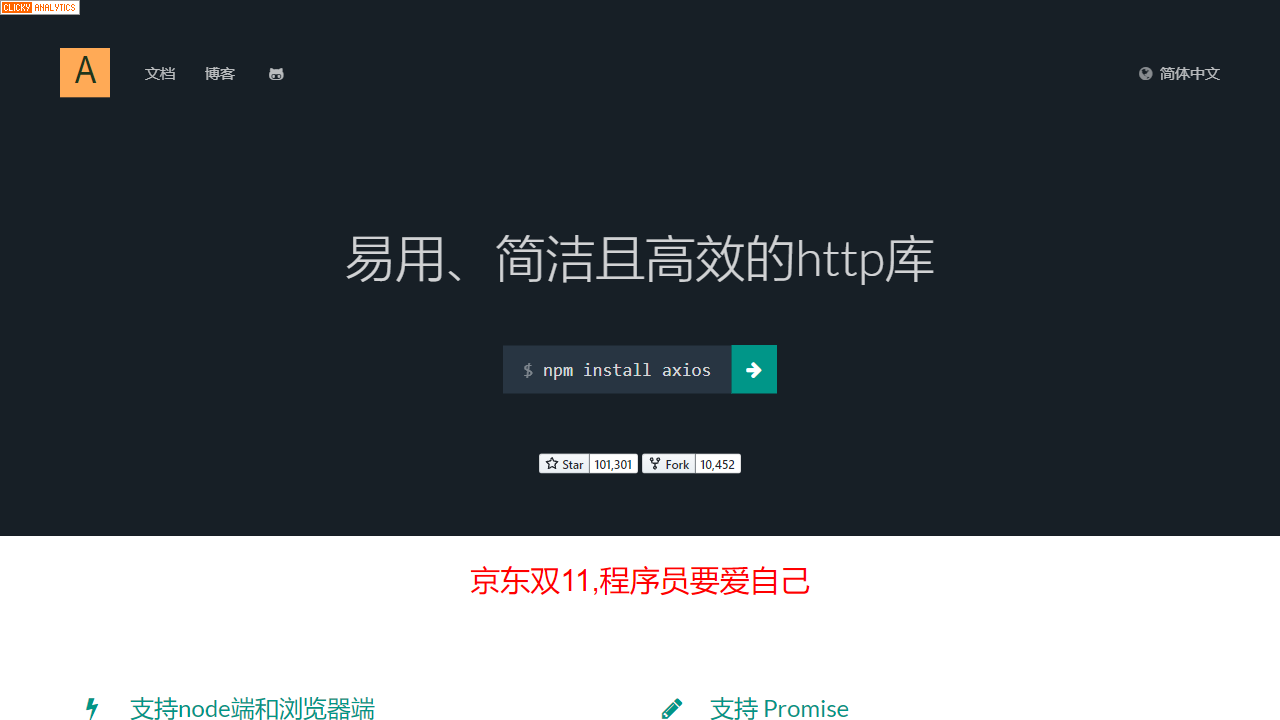 CLICKY ANALYTICS
A
文档 博客
简体中文
易用、简洁且高效的http库
$ npm install axios
Star 101,301 Fork 10,452
京东双11,程序员要爱自己
支持node端和浏览器端 支持 Promise